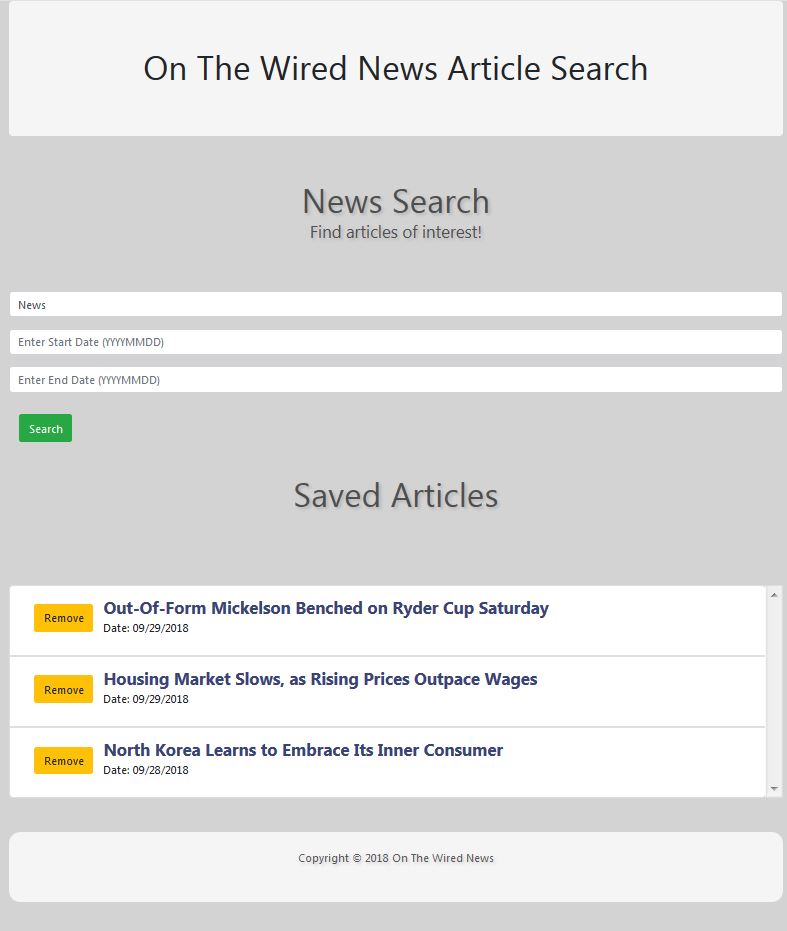 On The Wired News Article Search
News Search
Find articles of interest!
News
Enter Start Date (YYYYMMDD)
Enter End Date (YYYYMMDD)
Search
Saved Articles
Remove
Out-Of-Form Mickelson Benched on Ryder Cup Saturday
Date: 09/29/2018
Remove
Housing Market Slows, as Rising Prices Outpace Wages
Date: 09/29/2018
Remove
North Korea Learns to Embrace Its Inner Consumer
Date: 09/28/2018
Copyright © 2018 On The Wired News